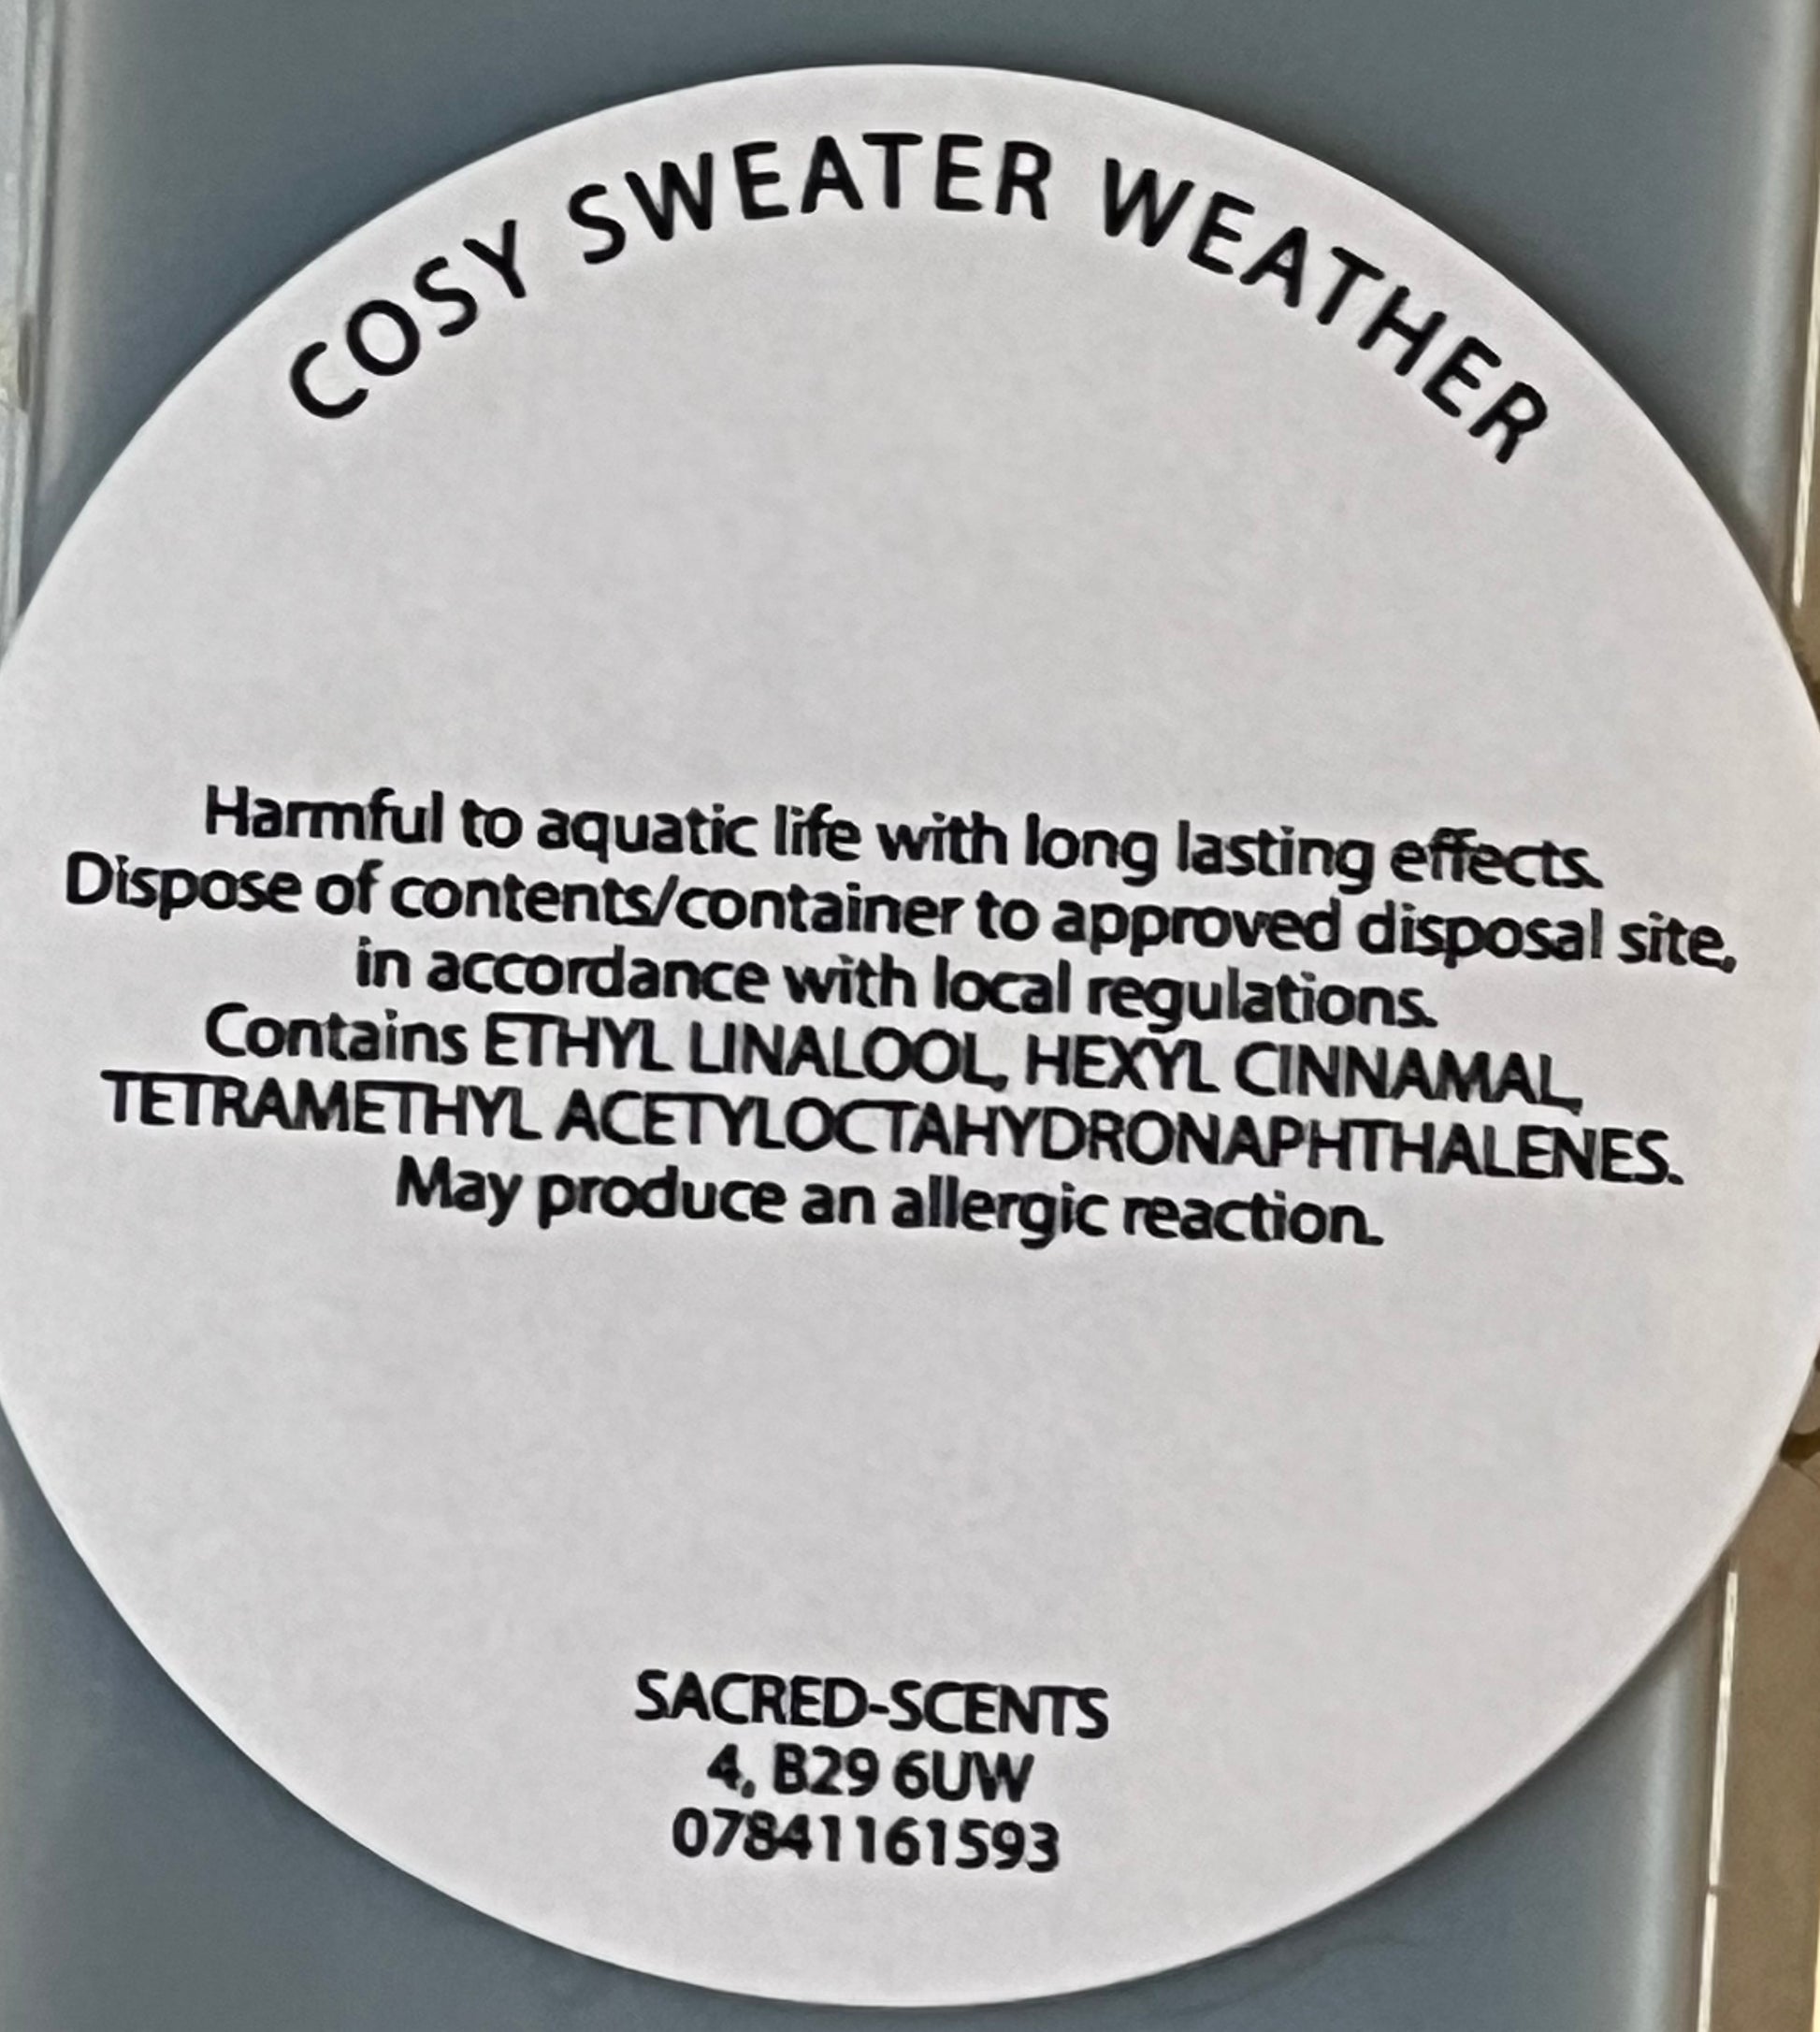 COSY SWEATER WEATHER
Harmful to aquatic life with long lasting effects.
Dispose of contents/container to approved disposal site,
in accordance with local regulations.
Contains ETHYL LINALOOL, HEXYL CINNAMAL,
TETRAMETHYL ACETYLOCTAHYDRONAPHTHALENES.
May produce an allergic reaction.
SACRED-SCENTS
4, B29 6UW
07841161593